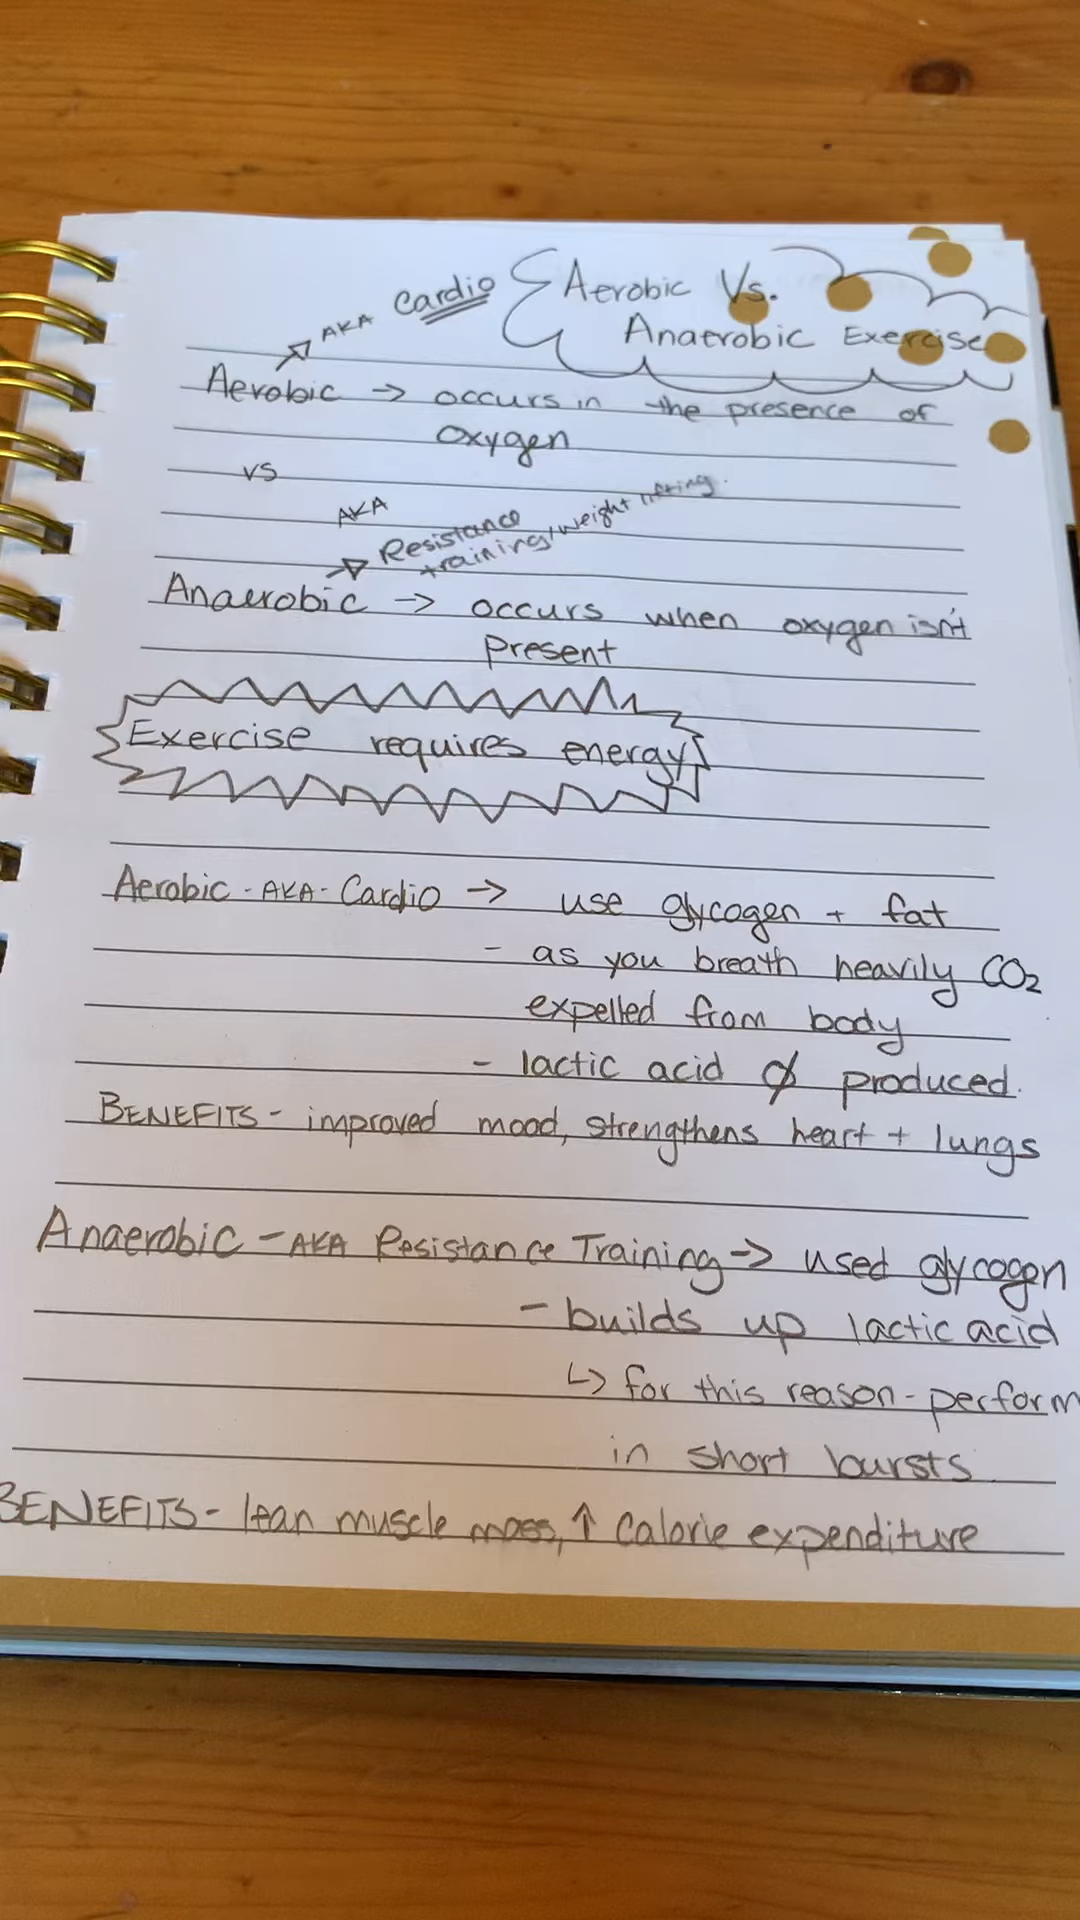 Aerobic Vs.
Anaerobic Exercise
AKA Cardio
Aerobic → occurs in the presence of
oxygen
vs
AKA
Resistance
training/weight lifting.
Anaerobic → occurs when oxygen isn't
present
Exercise requires energy
Aerobic - AKA - Cardio → use glycogen + fat
- as you breath heavily CO2
expelled from body
- lactic acid ∅ produced.
BENEFITS - improved mood, strengthens heart + lungs
Anaerobic - AKA Resistance Training → used glycogen
- builds up lactic acid
↳ for this reason - perform
in short bursts
BENEFITS - lean muscle mass, ↑ calorie expenditure